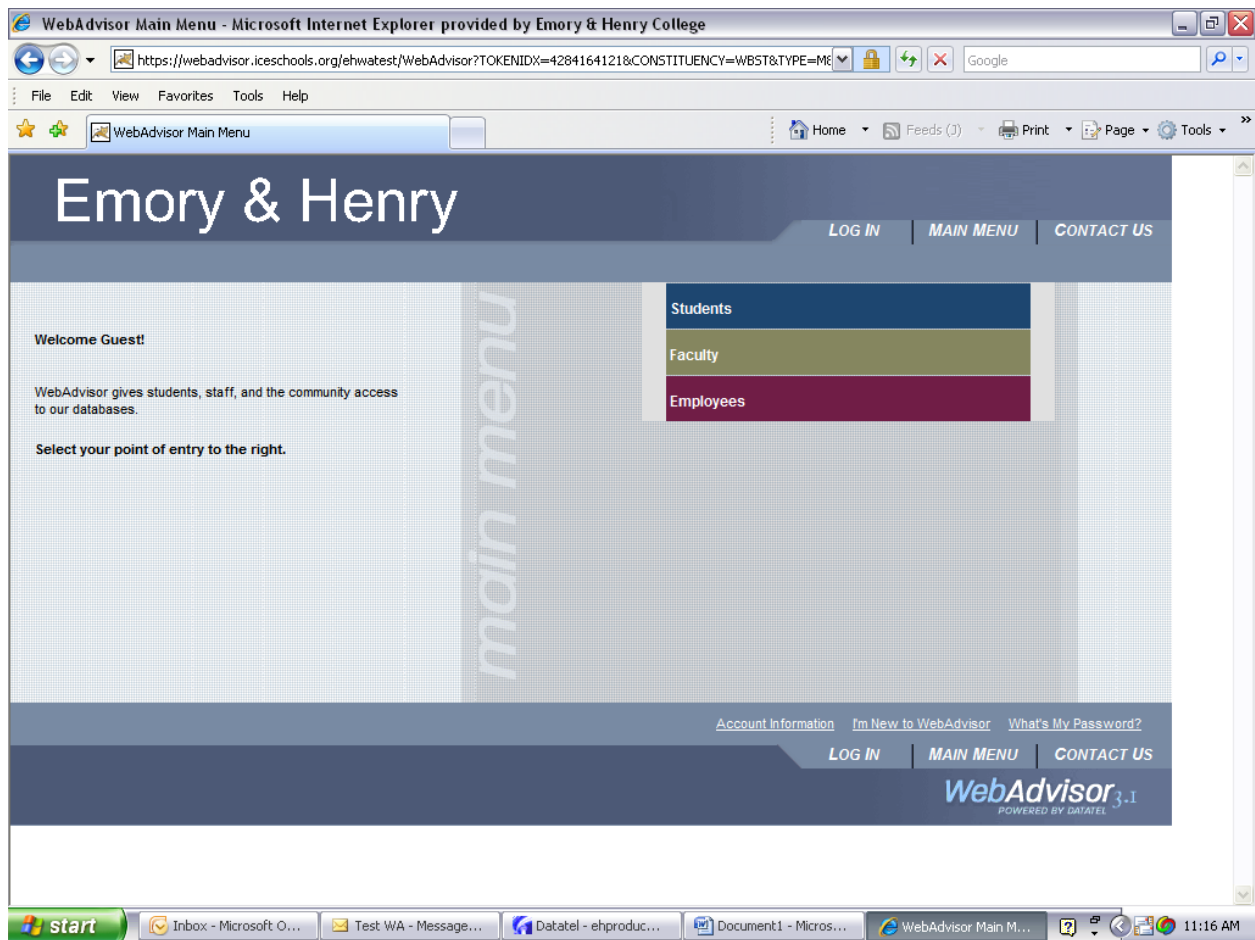 WebAdvisor Main Menu - Microsoft Internet Explorer provided by Emory & Henry College
https://webadvisor.iceschools.org/ehwatest/WebAdvisor?TOKENIDX=4284164121&CONSTITUENCY=WBST&TYPE=M&
Google
File Edit View Favorites Tools Help
WebAdvisor Main Menu
Home Feeds (J) Print Page Tools »
Emory & Henry
LOG IN MAIN MENU CONTACT US
main menu
Students
Welcome Guest!
Faculty
WebAdvisor gives students, staff, and the community access
to our databases.
Employees
Select your point of entry to the right.
Account Information I'm New to WebAdvisor What's My Password?
LOG IN MAIN MENU CONTACT US
WebAdvisor 3.1
POWERED BY DATATEL
start Inbox - Microsoft O... Test WA - Message... Datatel - ehproduc... Document1 - Micros... WebAdvisor Main M... 11:16 AM